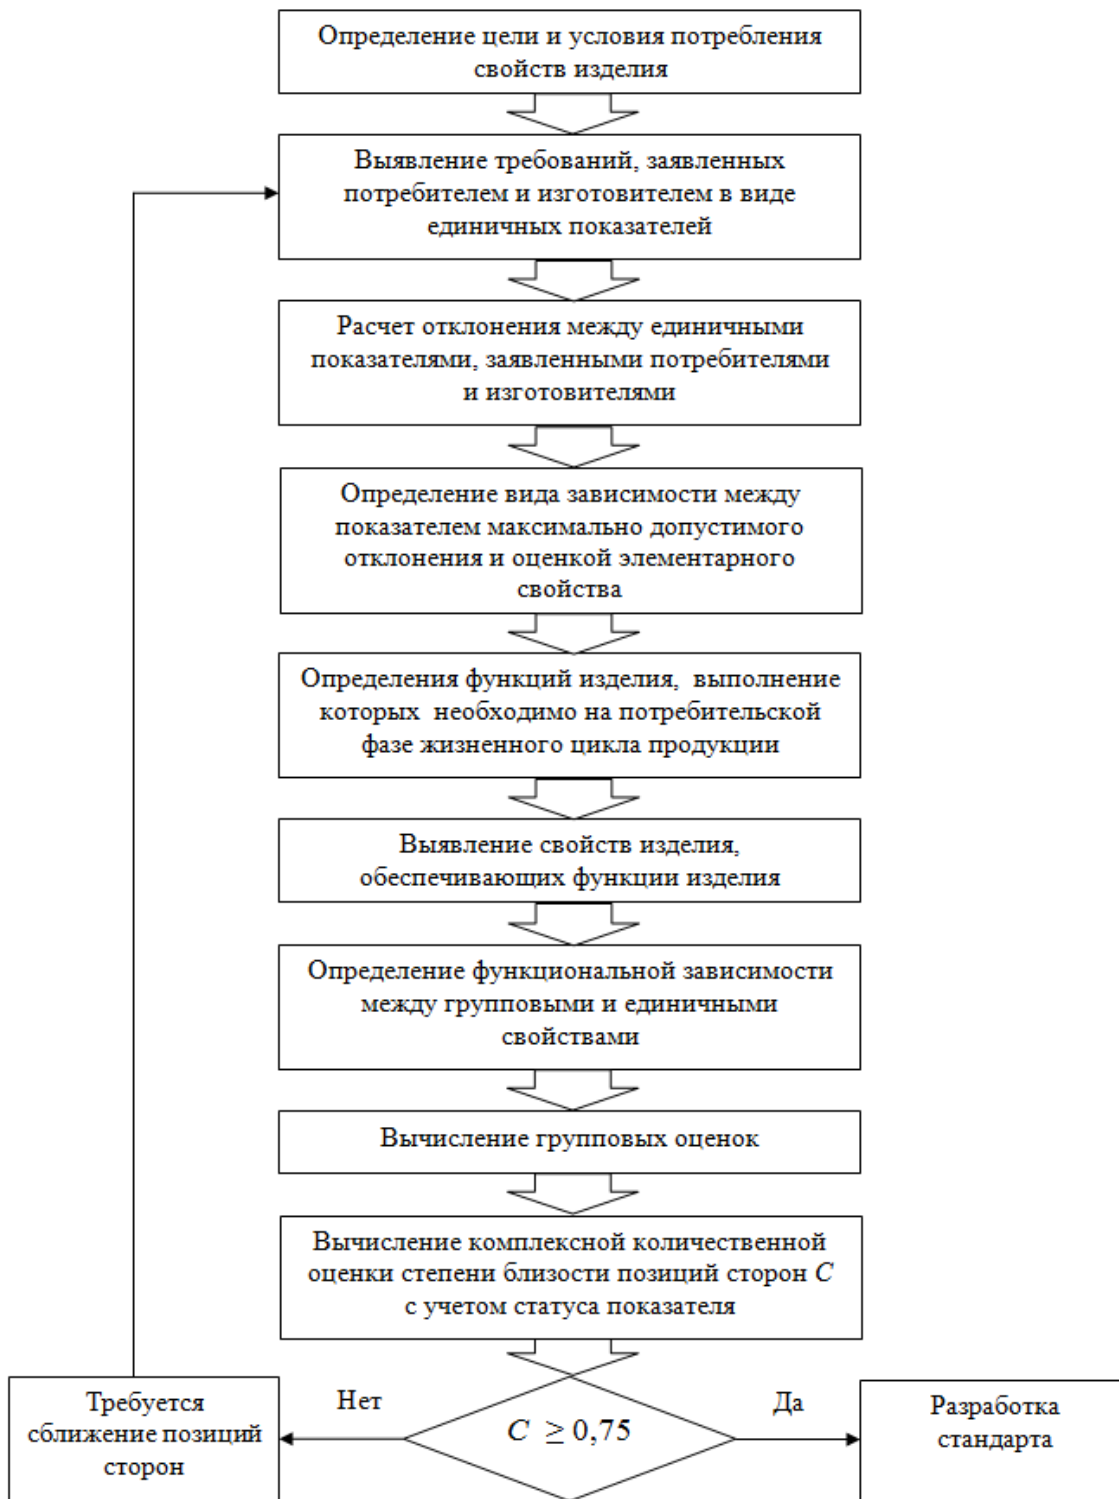 Определение цели и условия потребления
свойств изделия
Выявление требований, заявленных
потребителем и изготовителем в виде
единичных показателей
Расчет отклонения между единичными
показателями, заявленными потребителями
и изготовителями
Определение вида зависимости между
показателем максимально допустимого
отклонения и оценкой элементарного
свойства
Определения функций изделия, выполнение
которых необходимо на потребительской
фазе жизненного цикла продукции
Выявление свойств изделия,
обеспечивающих функции изделия
Определение функциональной зависимости
между групповыми и единичными
свойствами
Вычисление групповых оценок
Вычисление комплексной количественной
оценки степени близости позиций сторон C
с учетом статуса показателя
Требуется
сближение позиций
сторон
Нет
C ≥ 0,75
Да
Разработка
стандарта